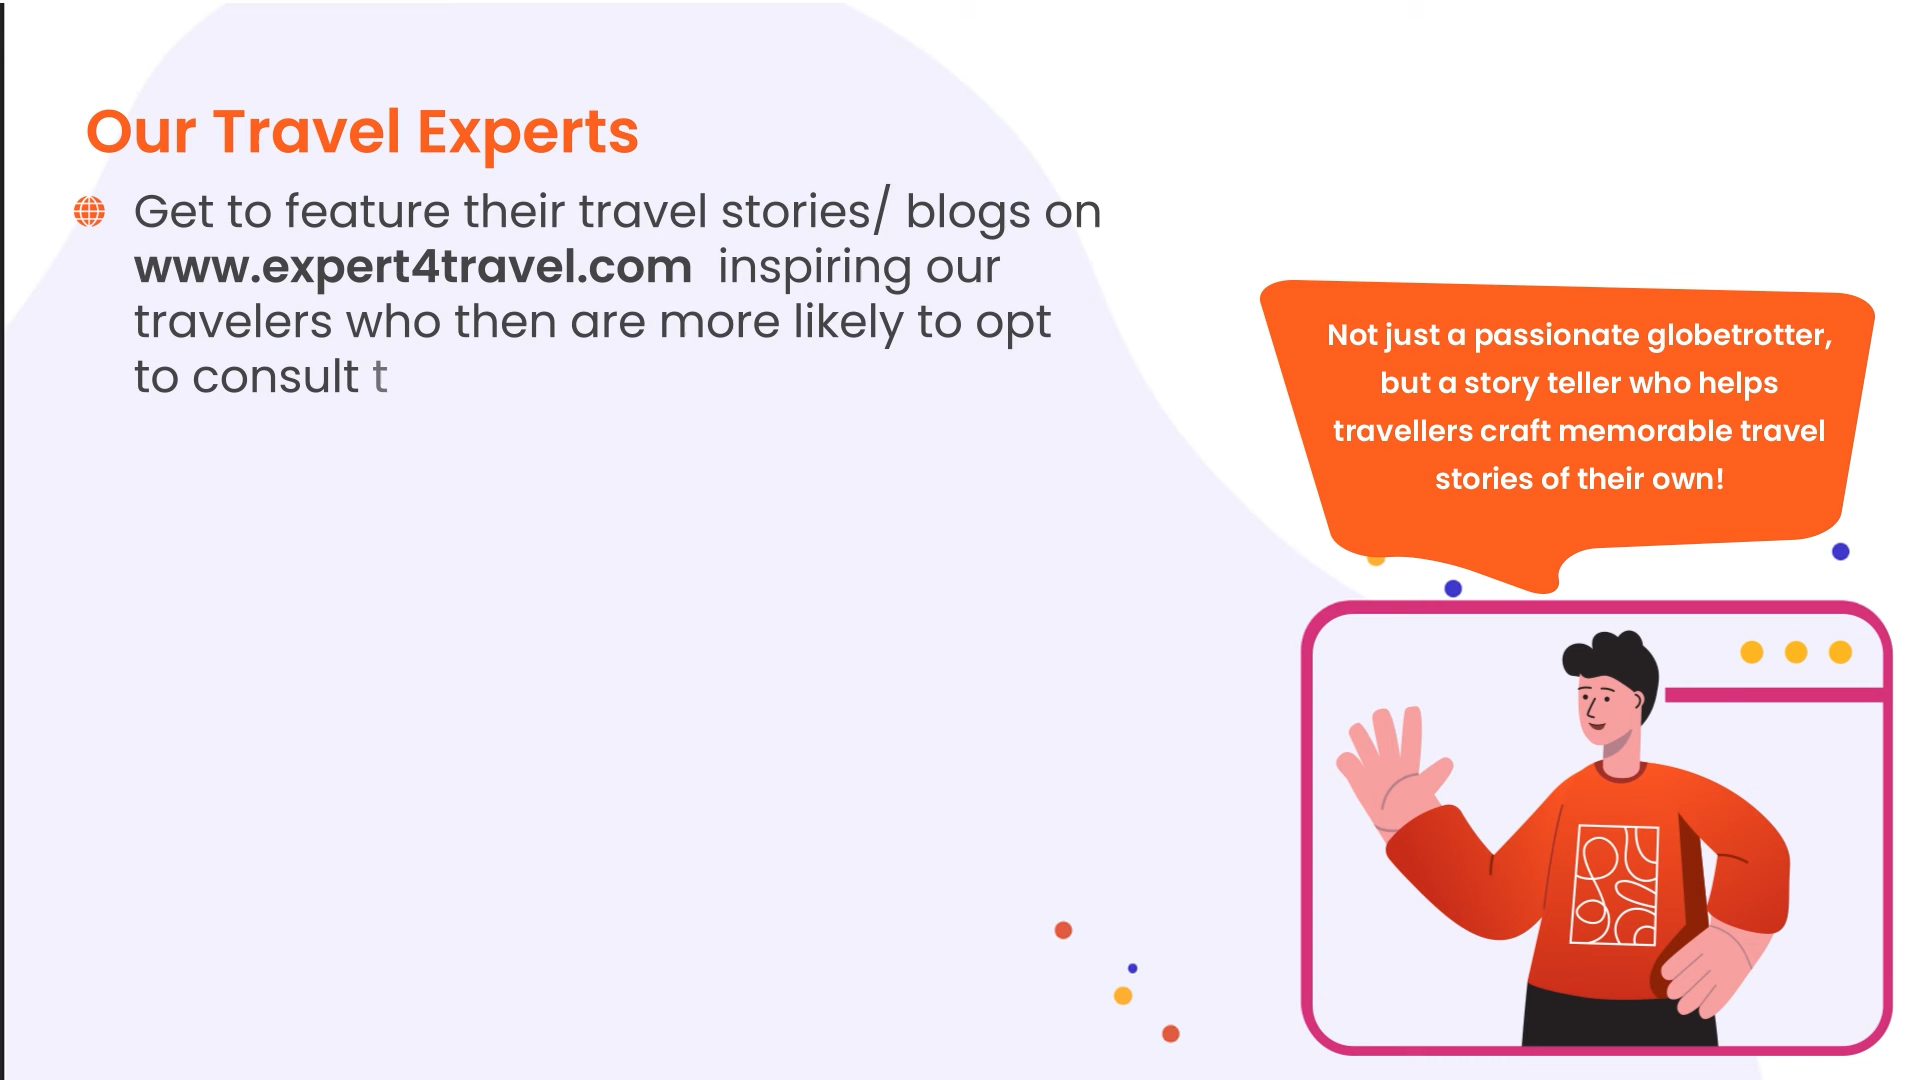 Our Travel Experts
Get to feature their travel stories/ blogs on
www.expert4travel.com inspiring our
travelers who then are more likely to opt
to consult t
Not just a passionate globetrotter,
but a story teller who helps
travellers craft memorable travel
stories of their own!